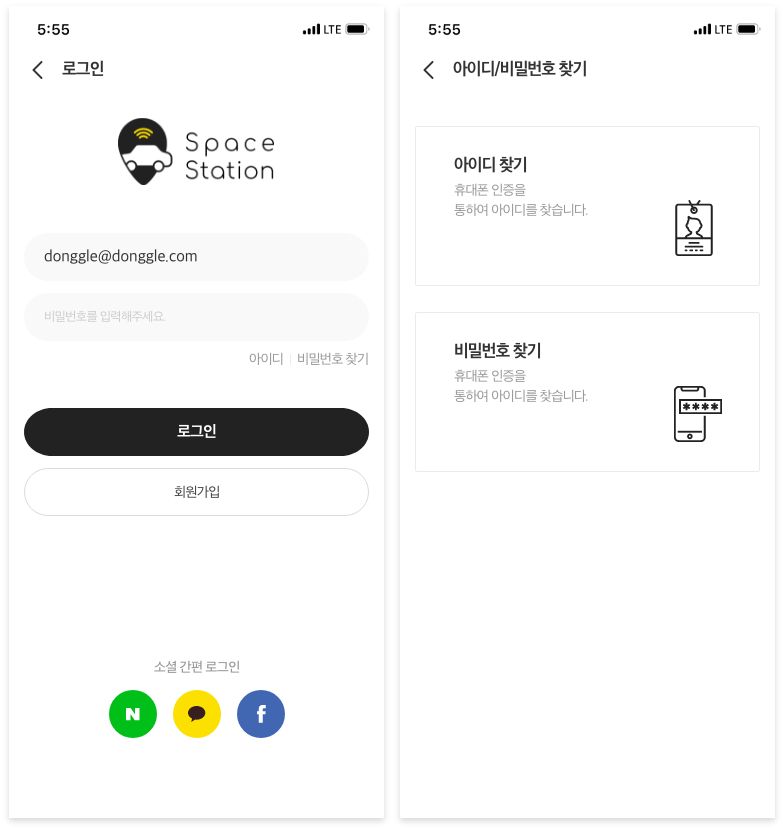 5:55
LTE
로그인
Space
Station
donggle@donggle.com
비밀번호를 입력해주세요.
아이디 | 비밀번호 찾기
로그인
회원가입
소셜 간편 로그인
N
f
5:55
LTE
아이디/비밀번호 찾기
아이디 찾기
휴대폰 인증을
통하여 아이디를 찾습니다.
비밀번호 찾기
휴대폰 인증을
통하여 아이디를 찾습니다.
****